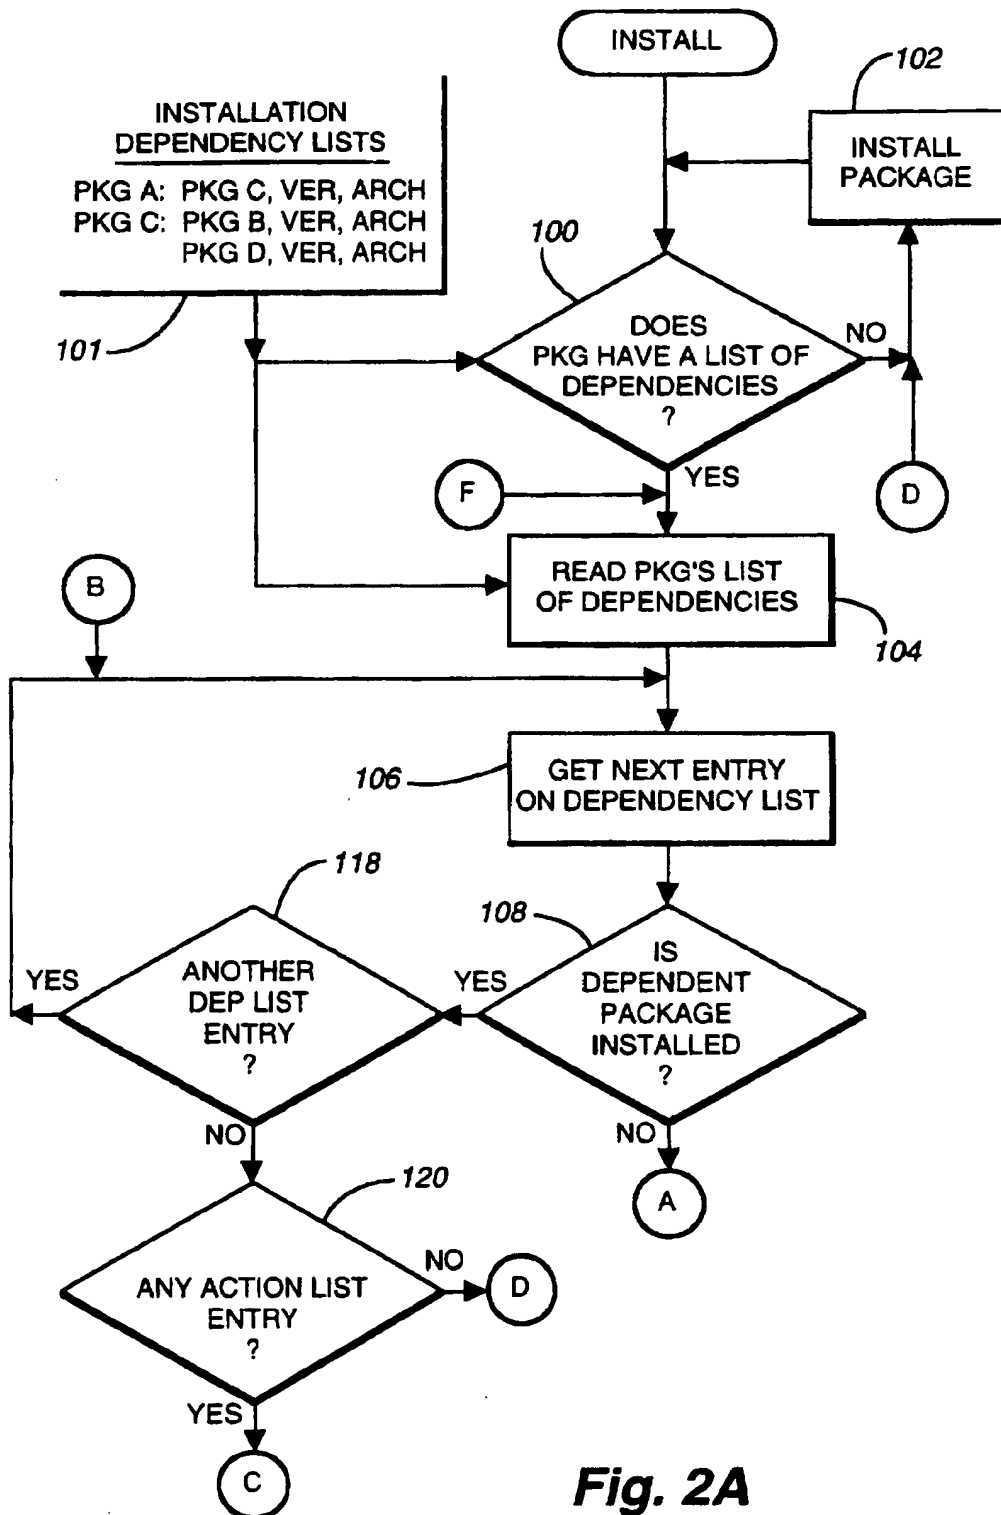 INSTALL
102
INSTALL
PACKAGE
INSTALLATION
DEPENDENCY LISTS
PKG A: PKG C, VER, ARCH
PKG C: PKG B, VER, ARCH
PKG D, VER, ARCH
101
100
DOES
PKG HAVE A LIST OF
DEPENDENCIES
?
NO
YES
F
D
B
READ PKG'S LIST
OF DEPENDENCIES
104
106
GET NEXT ENTRY
ON DEPENDENCY LIST
118
108
YES
ANOTHER
DEP LIST
ENTRY
?
YES
IS
DEPENDENT
PACKAGE
INSTALLED
?
NO
NO
A
120
ANY ACTION LIST
ENTRY
?
NO
D
YES
C
Fig. 2A